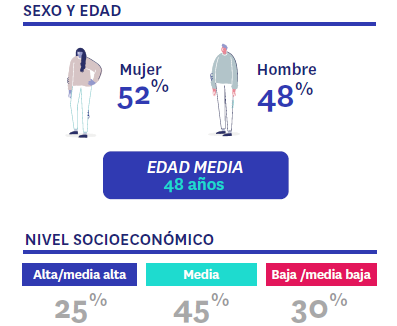 SEXO Y EDAD
Mujer
52%
Hombre
48%
EDAD MEDIA
48 años
NIVEL SOCIOECONÓMICO
Alta/media alta
Media
Baja /media baja
25%
45%
30%